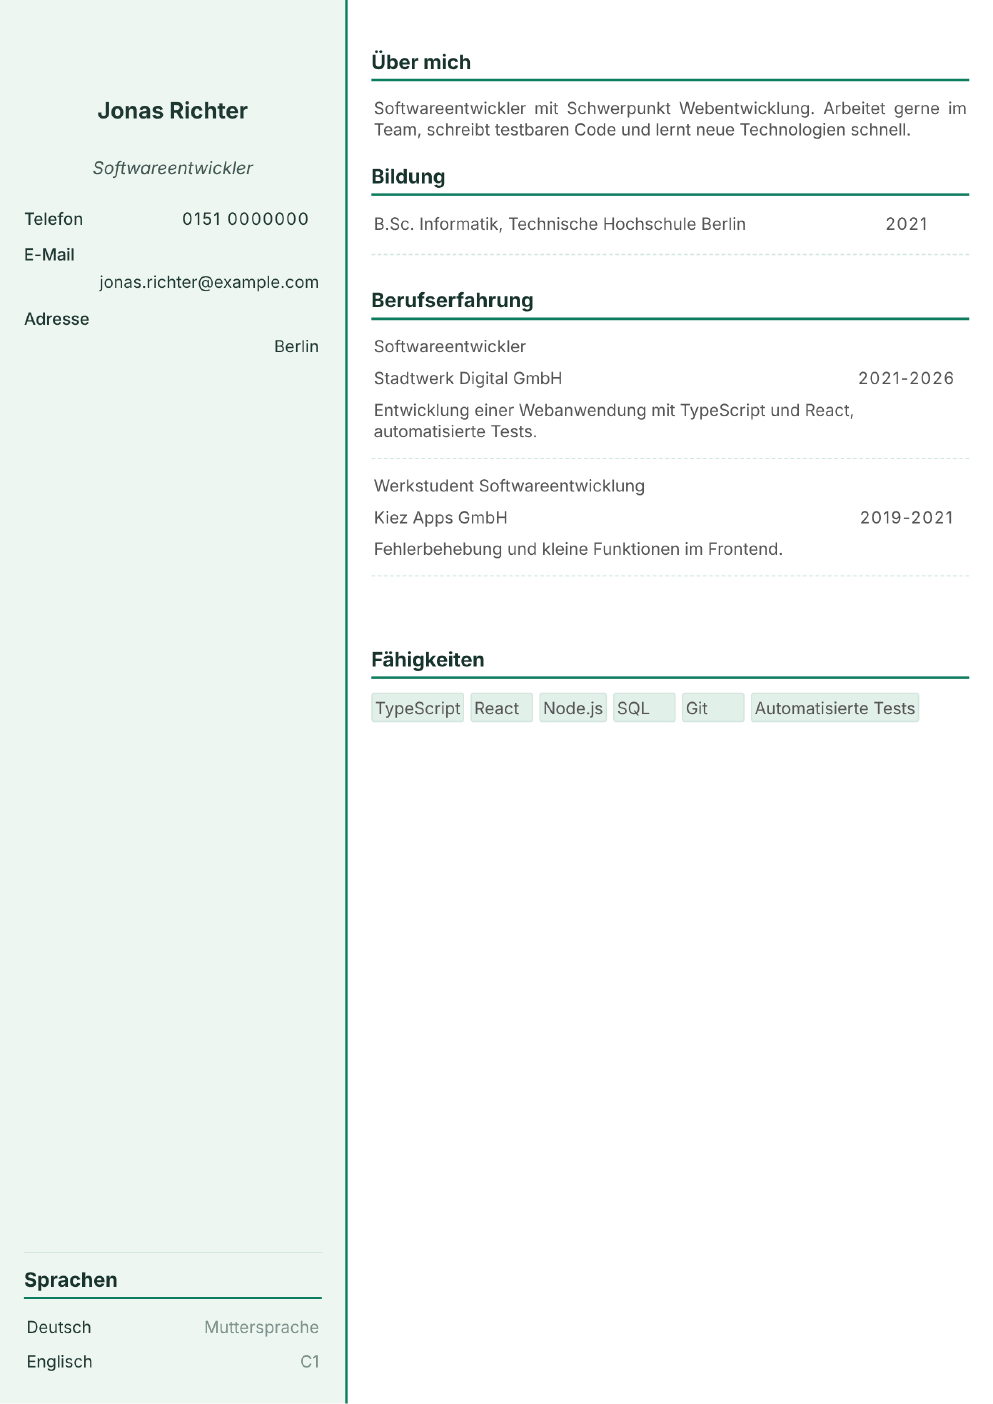 Jonas Richter
Softwareentwickler
Telefon 0151 0000000
E-Mail
jonas.richter@example.com
Adresse
Berlin
Sprachen
Deutsch Muttersprache
Englisch C1
Über mich
Softwareentwickler mit Schwerpunkt Webentwicklung. Arbeitet gerne im
Team, schreibt testbaren Code und lernt neue Technologien schnell.
Bildung
B.Sc. Informatik, Technische Hochschule Berlin 2021
Berufserfahrung
Softwareentwickler
Stadtwerk Digital GmbH 2021-2026
Entwicklung einer Webanwendung mit TypeScript und React,
automatisierte Tests.
Werkstudent Softwareentwicklung
Kiez Apps GmbH 2019-2021
Fehlerbehebung und kleine Funktionen im Frontend.
Fähigkeiten
TypeScript React Node.js SQL Git Automatisierte Tests